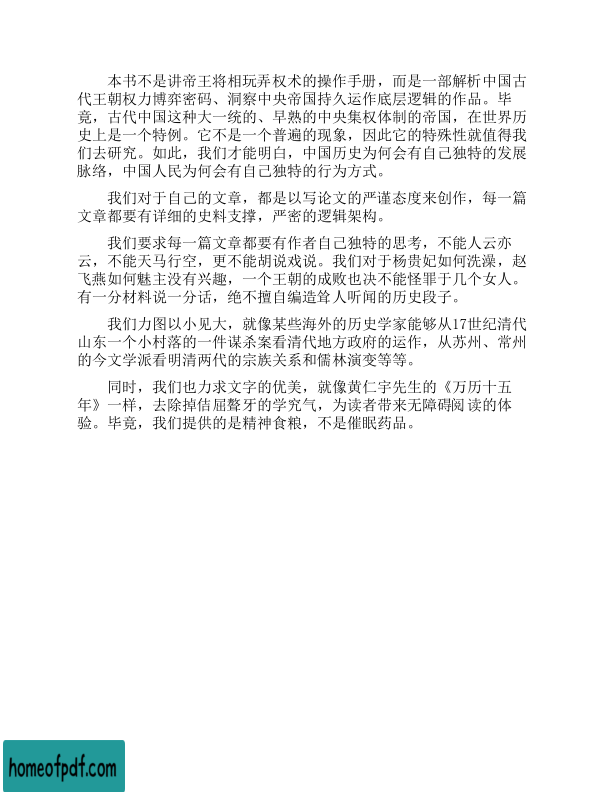 本书不是讲帝王将相玩弄权术的操作手册，而是一部解析中国古
代王朝权力博弈密码、洞察中央帝国持久运作底层逻辑的作品。毕
竟，古代中国这种大一统的、早熟的中央集权体制的帝国，在世界历
史上是一个特例。它不是一个普遍的现象，因此它的特殊性就值得我
们去研究。如此，我们才能明白，中国历史为何会有自己独特的发展
脉络，中国人民为何会有自己独特的行为方式。
我们对于自己的文章，都是以写论文的严谨态度来创作，每一篇
文章都要有详细的史料支撑，严密的逻辑架构。
我们要求每一篇文章都要有作者自己独特的思考，不能人云亦
云，不能天马行空，更不能胡说戏说。我们对于杨贵妃如何洗澡，赵
飞燕如何魅主没有兴趣，一个王朝的成败也决不能怪罪于几个女人。
有一分材料说一分话，绝不擅自编造耸人听闻的历史段子。
我们力图以小见大，就像某些海外的历史学家能够从17世纪清代
山东一个小村落的一件谋杀案看清代地方政府的运作，从苏州、常州
的今文学派看明清两代的宗族关系和儒林演变等等。
同时，我们也力求文字的优美，就像黄仁宇先生的《万历十五
年》一样，去除掉佶屈聱牙的学究气，为读者带来无障碍阅读的体
验。毕竟，我们提供的是精神食粮，不是催眠药品。
homeofpdf.com